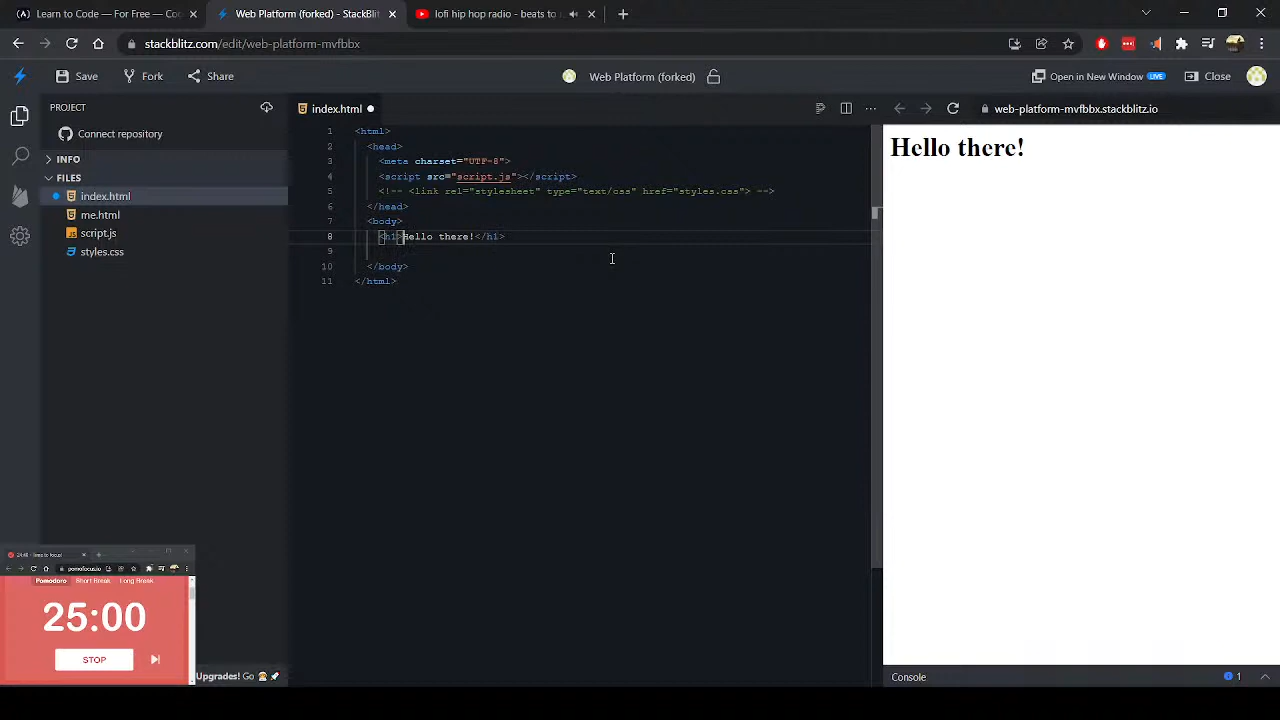 Learn to Code — For Free — Coc
Web Platform (forked) - StackBlit
lofi hip hop radio - beats to
stackblitz.com/edit/web-platform-mvfbbx
Save
Fork
Share
Web Platform (forked)
Open in New Window LIVE
Close
PROJECT
index.html
web-platform-mvfbbx.stackblitz.io
Connect repository
INFO
FILES
index.html
me.html
script.js
styles.css
1 <html>
2 <head>
3 <meta charset="UTF-8">
4 <script src="script.js"></script>
5 <!-- <link rel="stylesheet" type="text/css" href="styles.css"> -->
6 </head>
7 <body>
8 <h1>Hello there!</h1>
9
10 </body>
11 </html>
Hello there!
pomofocus.io
Pomodoro Short Break Long Break
25:00
STOP
Upgrades! Go
Console
1